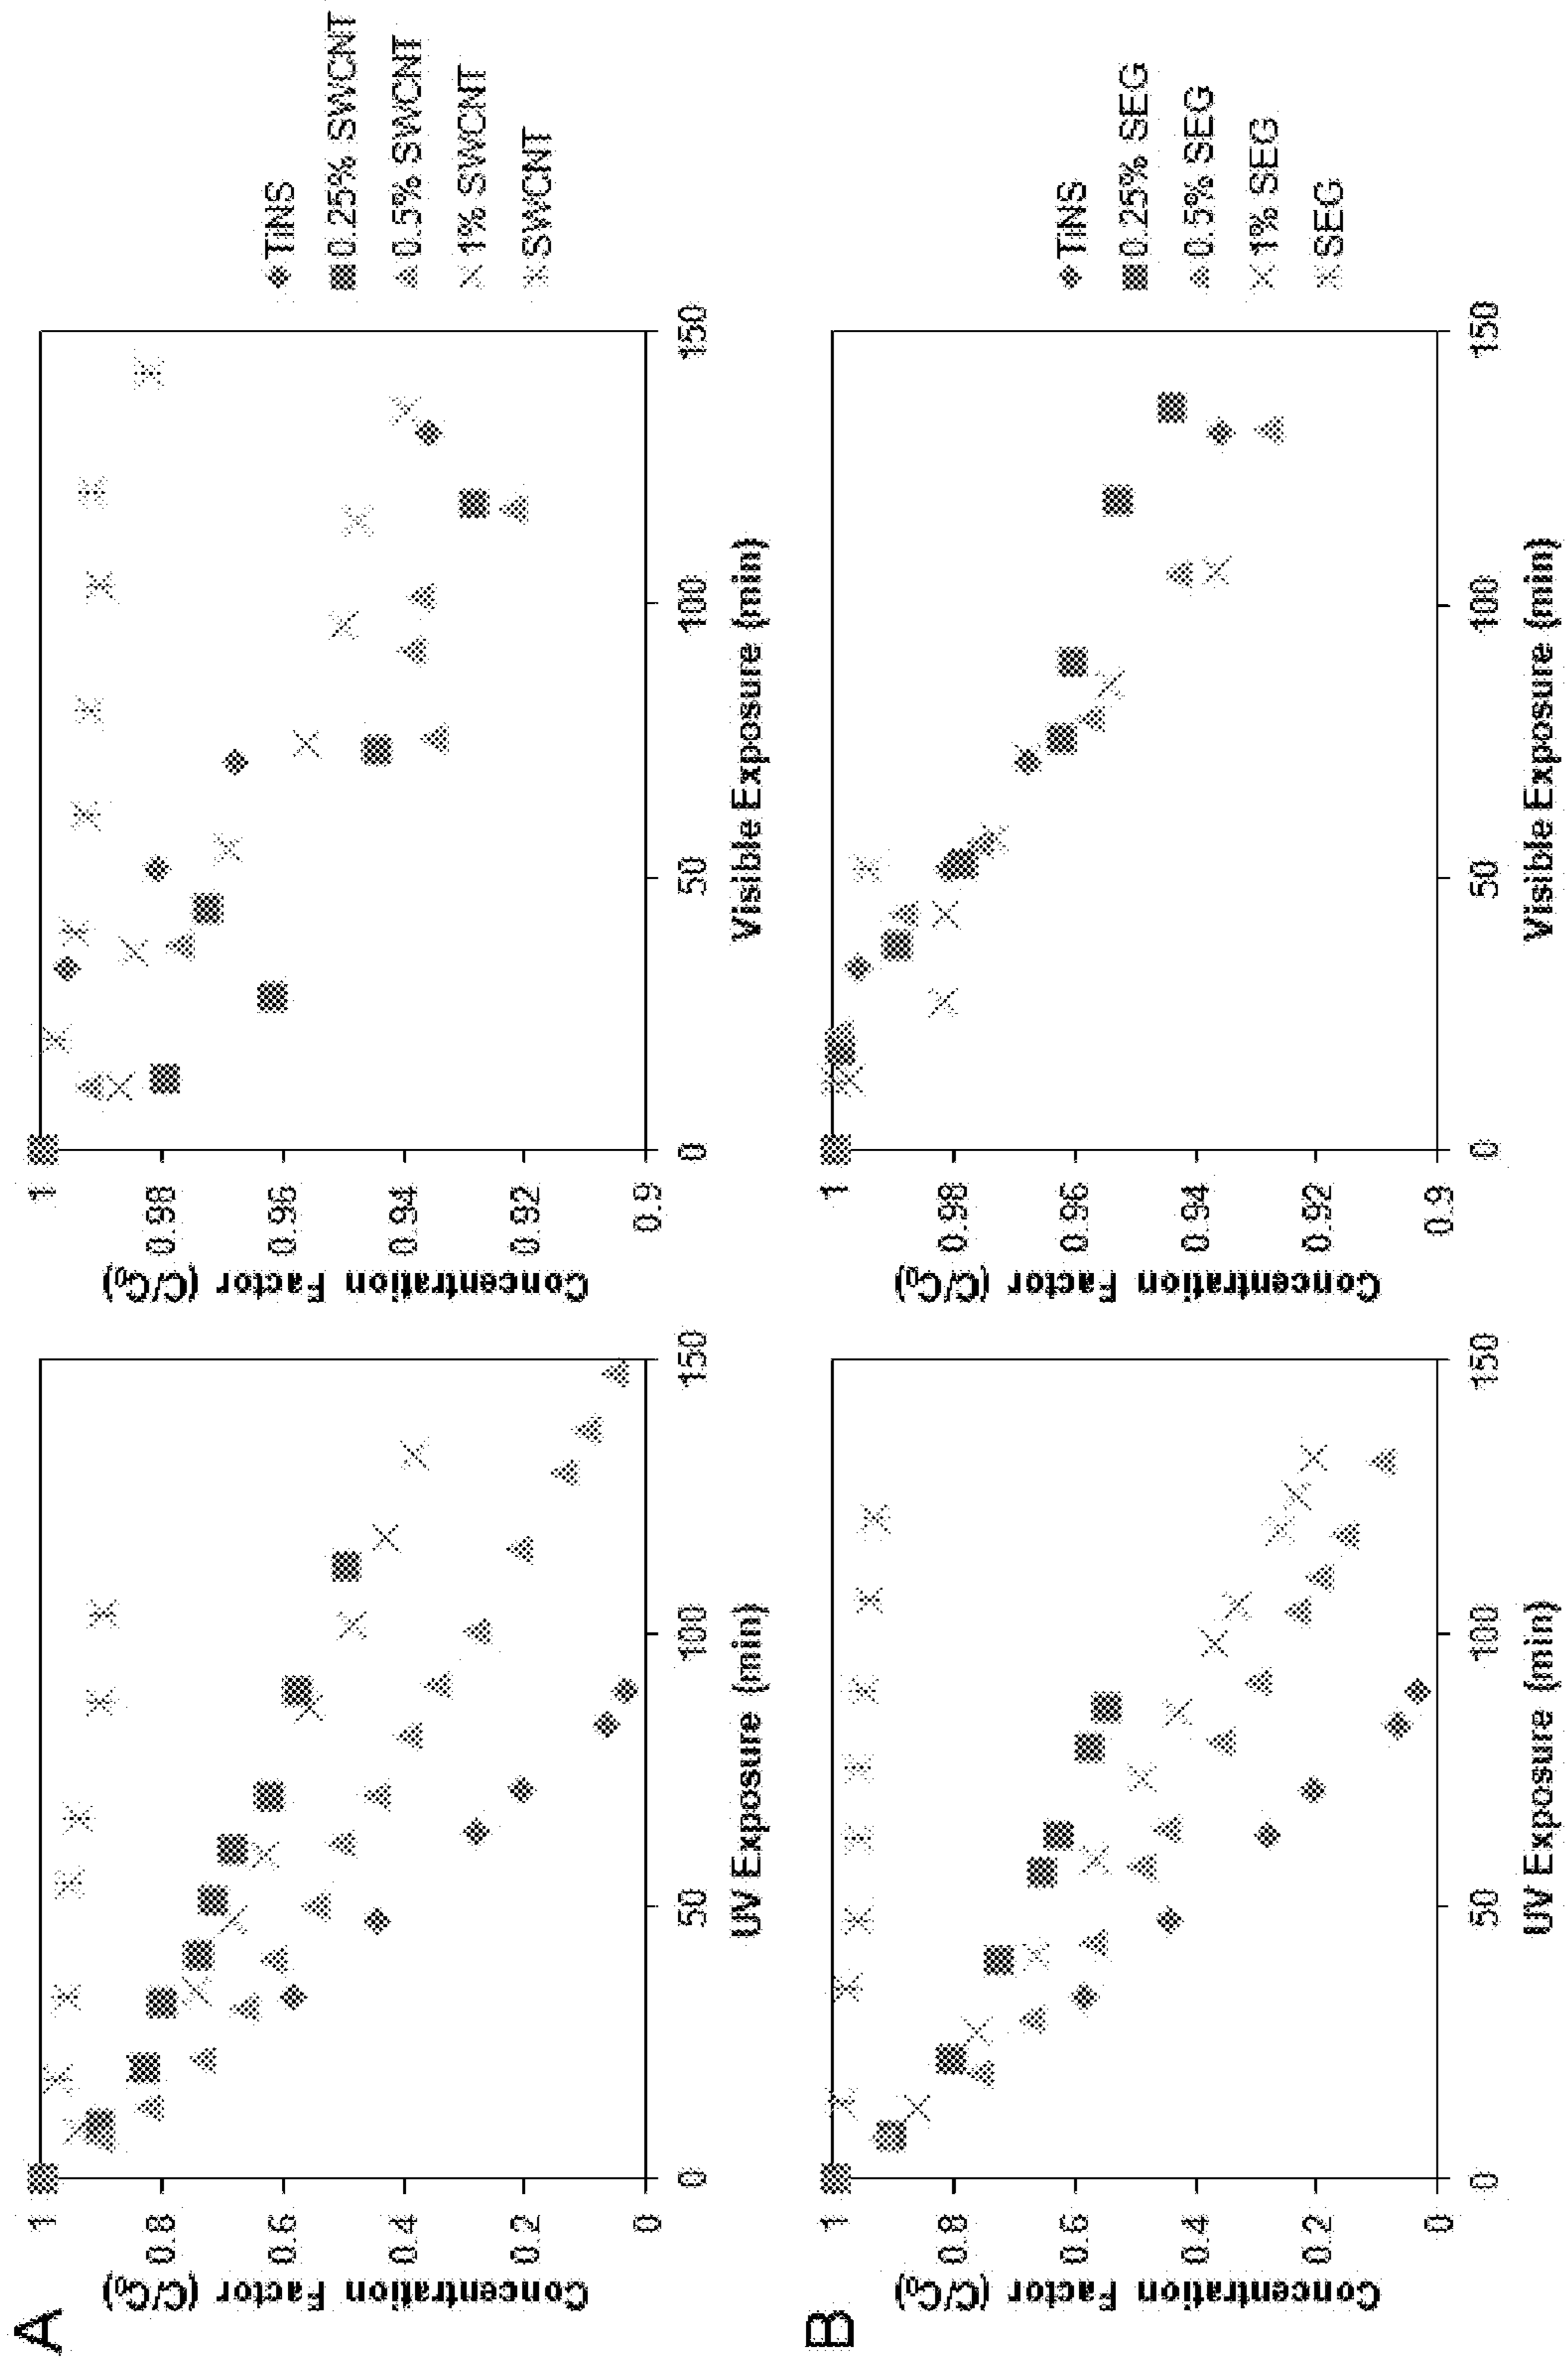 A
Concentration Factor (C/C₀)
1
0.8
0.6
0.4
0.2
0
0
50
100
150
UV Exposure (min)
Concentration Factor (C/C₀)
1
0.98
0.96
0.94
0.92
0.9
0
50
100
150
Visible Exposure (min)
TiNS
0.25% SWCNT
0.5% SWCNT
1% SWCNT
SWCNT
B
Concentration Factor (C/C₀)
1
0.8
0.6
0.4
0.2
0
0
50
100
150
UV Exposure (min)
Concentration Factor (C/C₀)
1
0.98
0.96
0.94
0.92
0.9
0
50
100
150
Visible Exposure (min)
TiNS
0.25% SEG
0.5% SEG
1% SEG
SEG